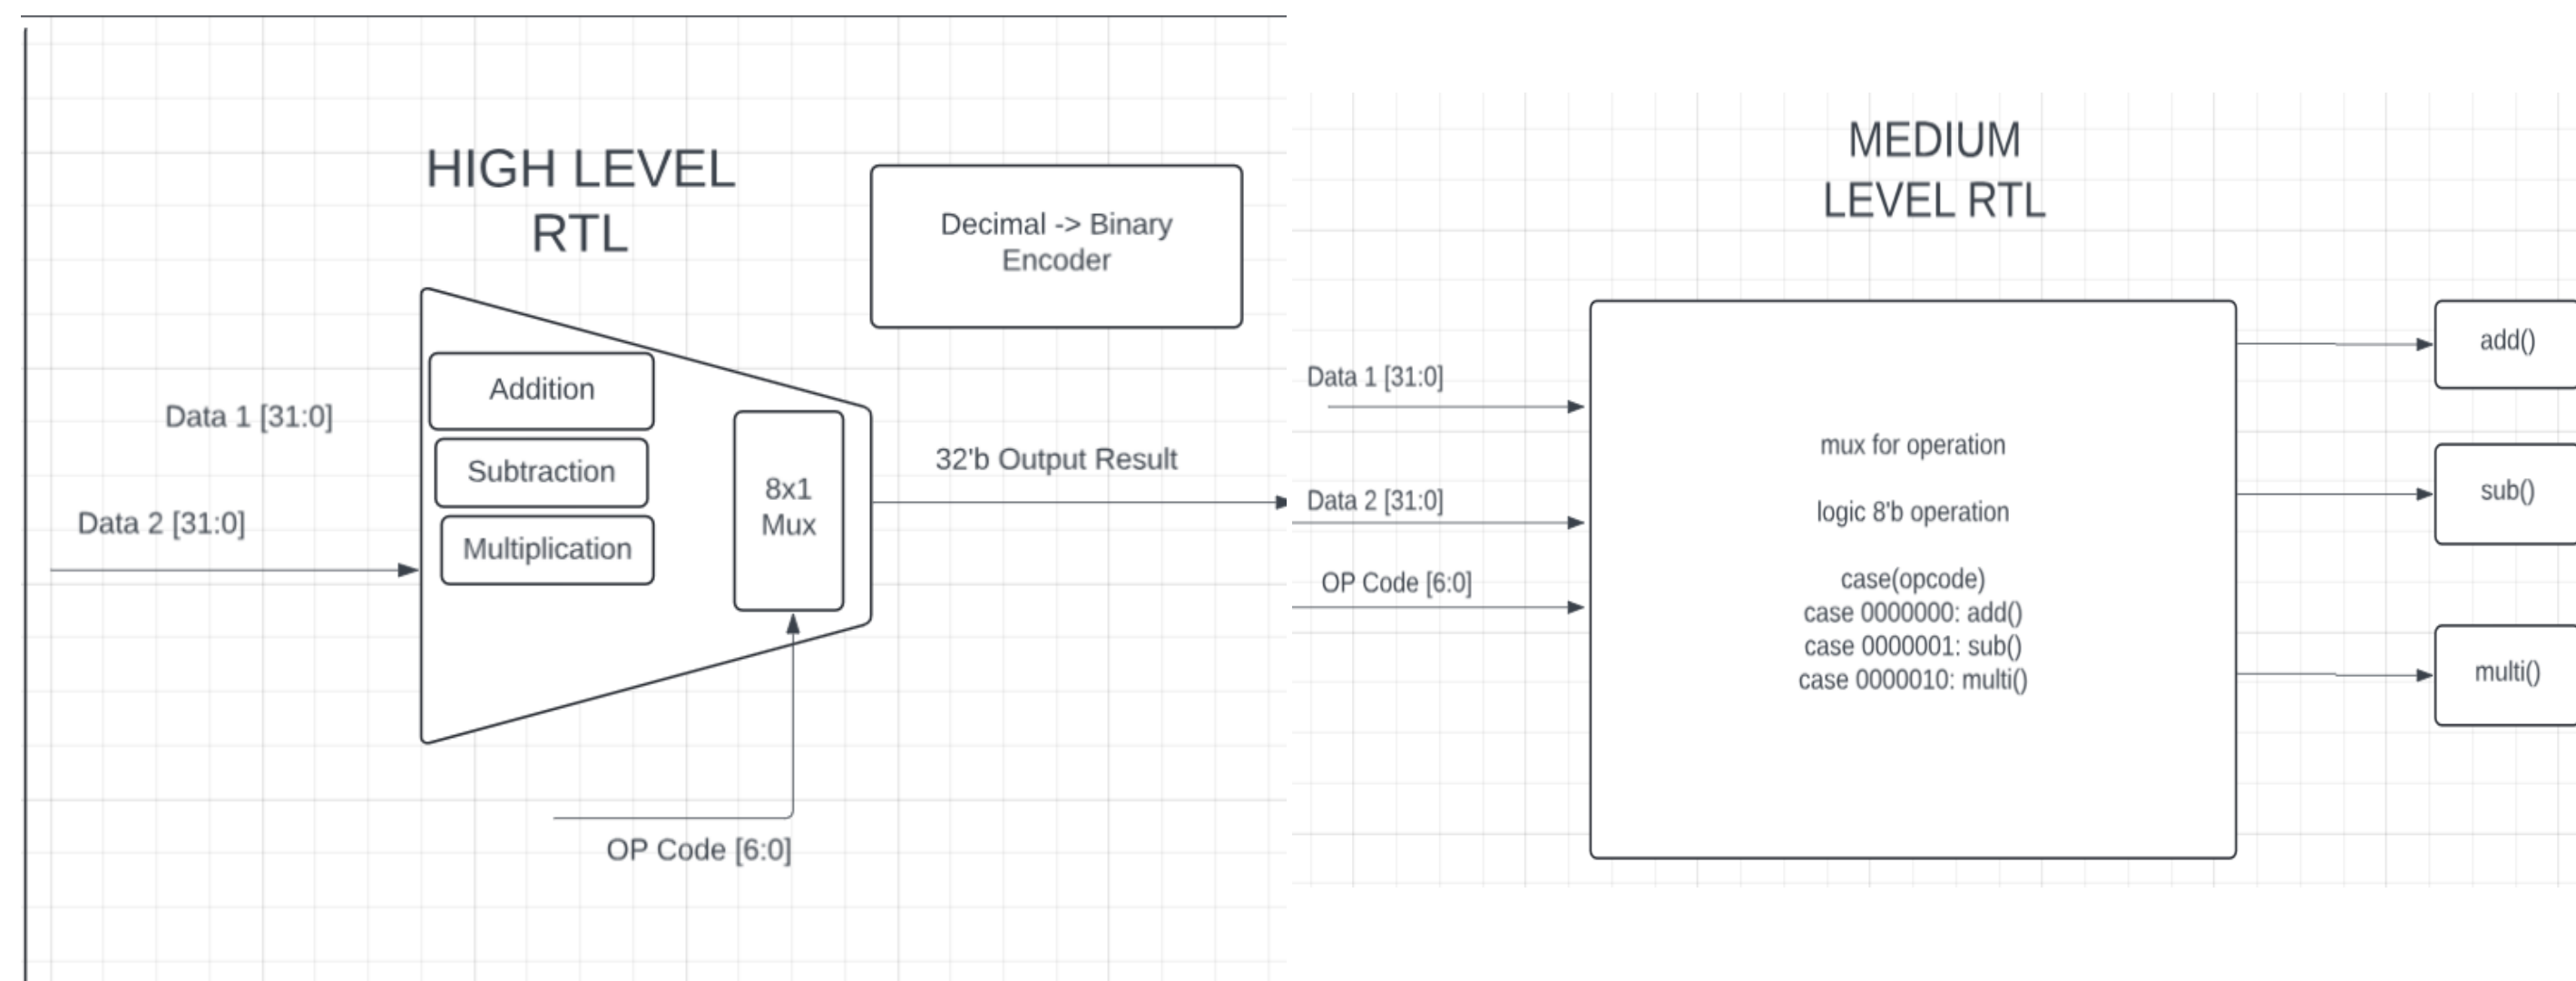 HIGH LEVEL
RTL
Decimal -> Binary
Encoder
Addition
Data 1 [31:0]
Subtraction
32'b Output Result
8x1
Mux
Data 2 [31:0]
Multiplication
OP Code [6:0]
MEDIUM
LEVEL RTL
Data 1 [31:0]
Data 2 [31:0]
OP Code [6:0]
mux for operation
logic 8'b operation
case(opcode)
case 0000000: add()
case 0000001: sub()
case 0000010: multi()
add()
sub()
multi()